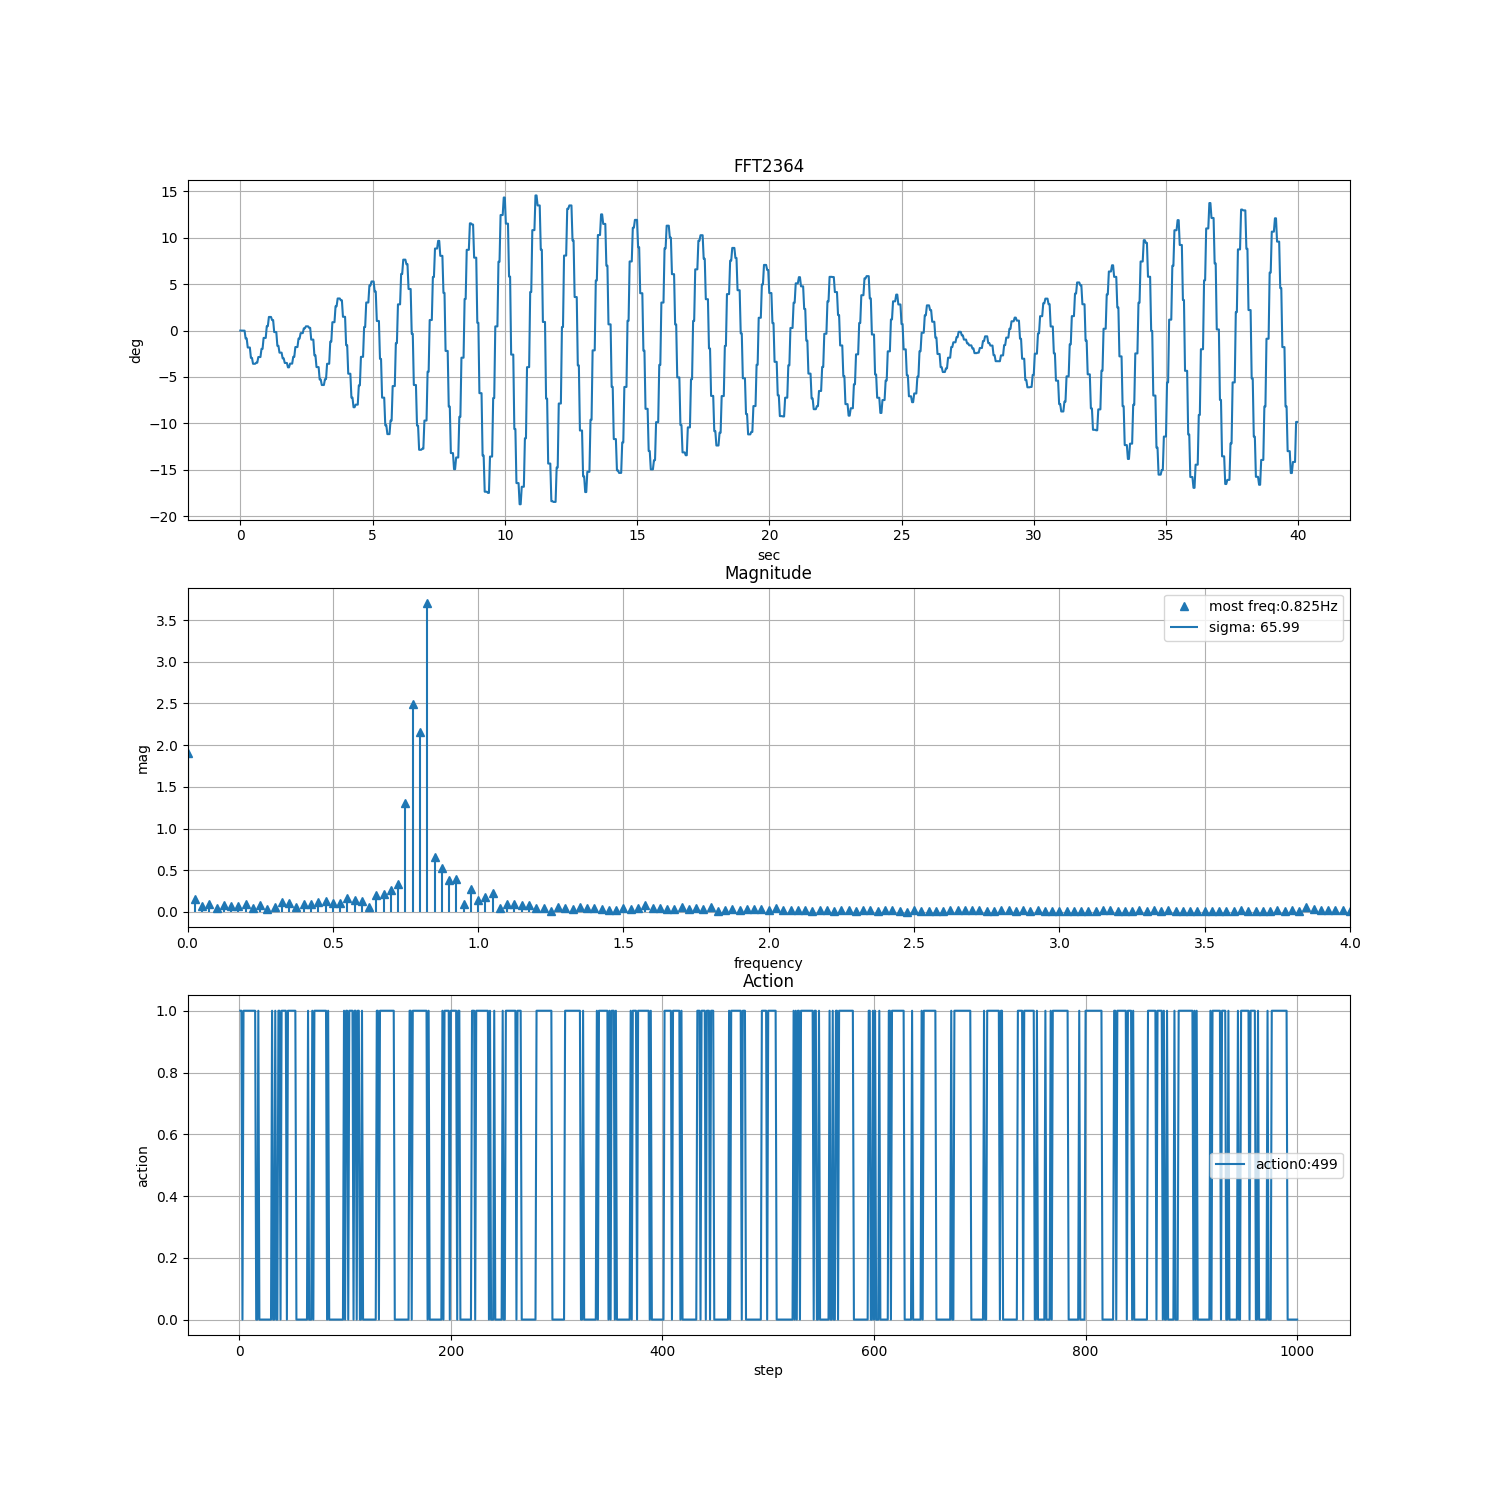 FFT2364
15
10
5
0
−5
−10
−15
−20
deg
0 5 10 15 20 25 30 35 40
sec
Magnitude
most freq:0.825Hz
sigma: 65.99
3.5
3.0
2.5
2.0
1.5
1.0
0.5
0.0
mag
0.0 0.5 1.0 1.5 2.0 2.5 3.0 3.5 4.0
frequency
Action
1.0
0.8
0.6
0.4
0.2
0.0
action
action0:499
0 200 400 600 800 1000
step